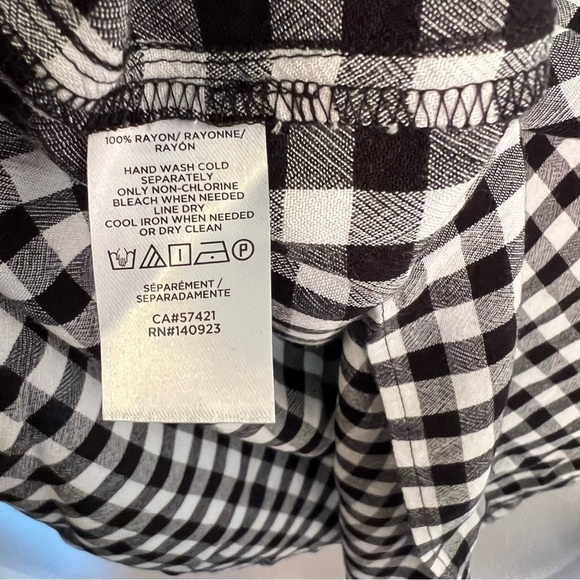 100% RAYON/ RAYONNE/
RAYÓN
HAND WASH COLD
SEPARATELY
ONLY NON-CHLORINE
BLEACH WHEN NEEDED
LINE DRY
COOL IRON WHEN NEEDED
OR DRY CLEAN
P
SÉPARÉMENT /
SEPARADAMENTE
CA#57421
RN#140923